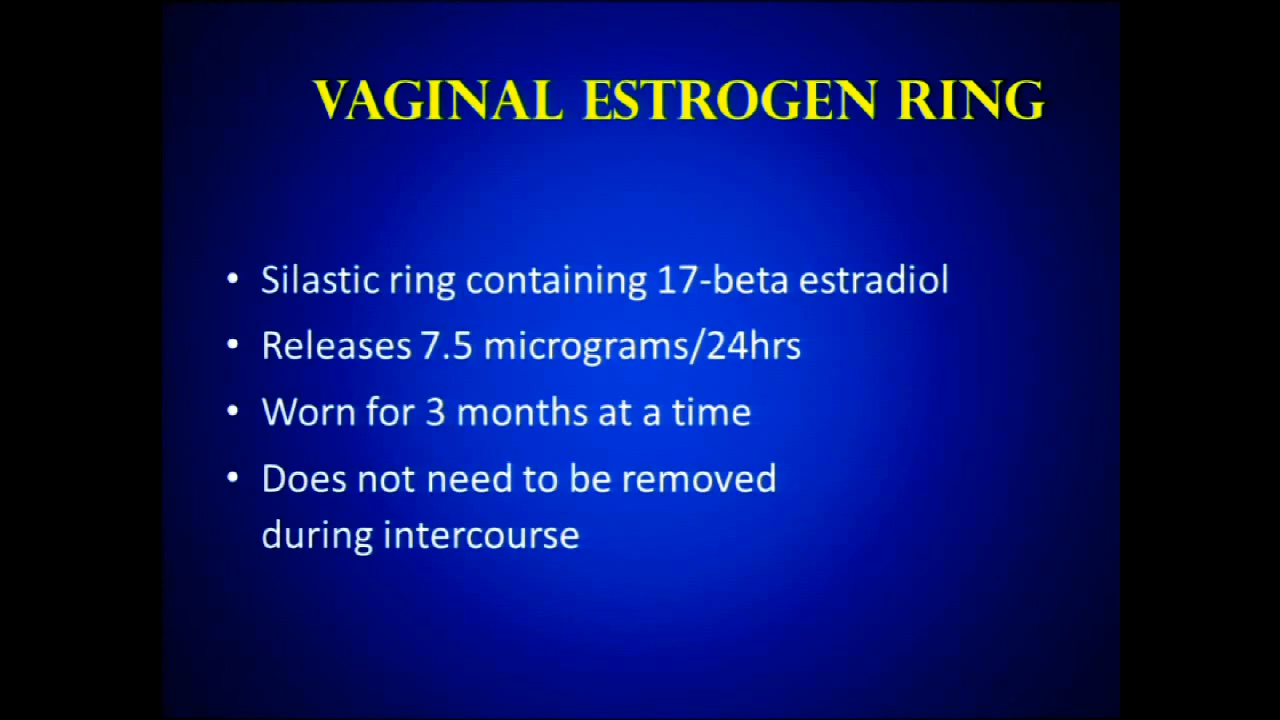 VAGINAL ESTROGEN RING
• Silastic ring containing 17-beta estradiol
• Releases 7.5 micrograms/24hrs
• Worn for 3 months at a time
• Does not need to be removed
during intercourse